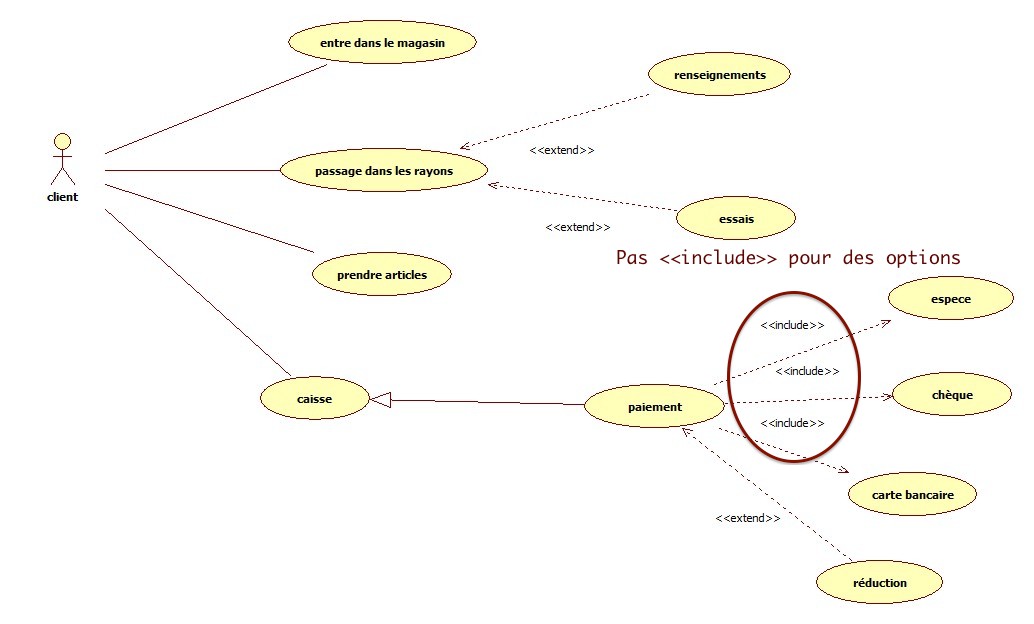 entre dans le magasin
renseignements
<<extend>>
client
passage dans les rayons
essais
<<extend>>
Pas <<include>> pour des options
prendre articles
espece
<<include>>
<<include>>
caisse
paiement
chèque
<<include>>
carte bancaire
<<extend>>
réduction